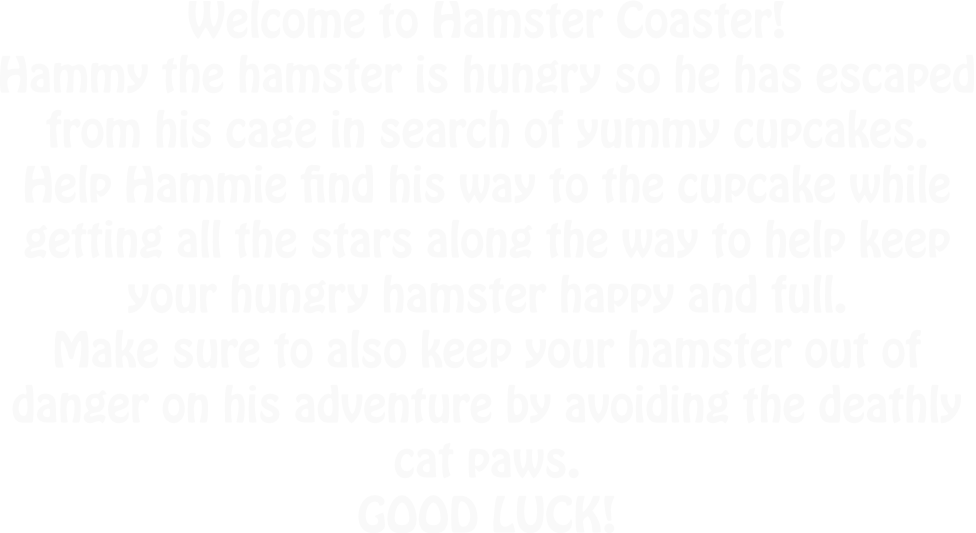 Welcome to Hamster Coaster!
Hammy the hamster is hungry so he has escaped
from his cage in search of yummy cupcakes.
Help Hammie find his way to the cupcake while
getting all the stars along the way to help keep
your hungry hamster happy and full.
Make sure to also keep your hamster out of
danger on his adventure by avoiding the deathly
cat paws.
GOOD LUCK!